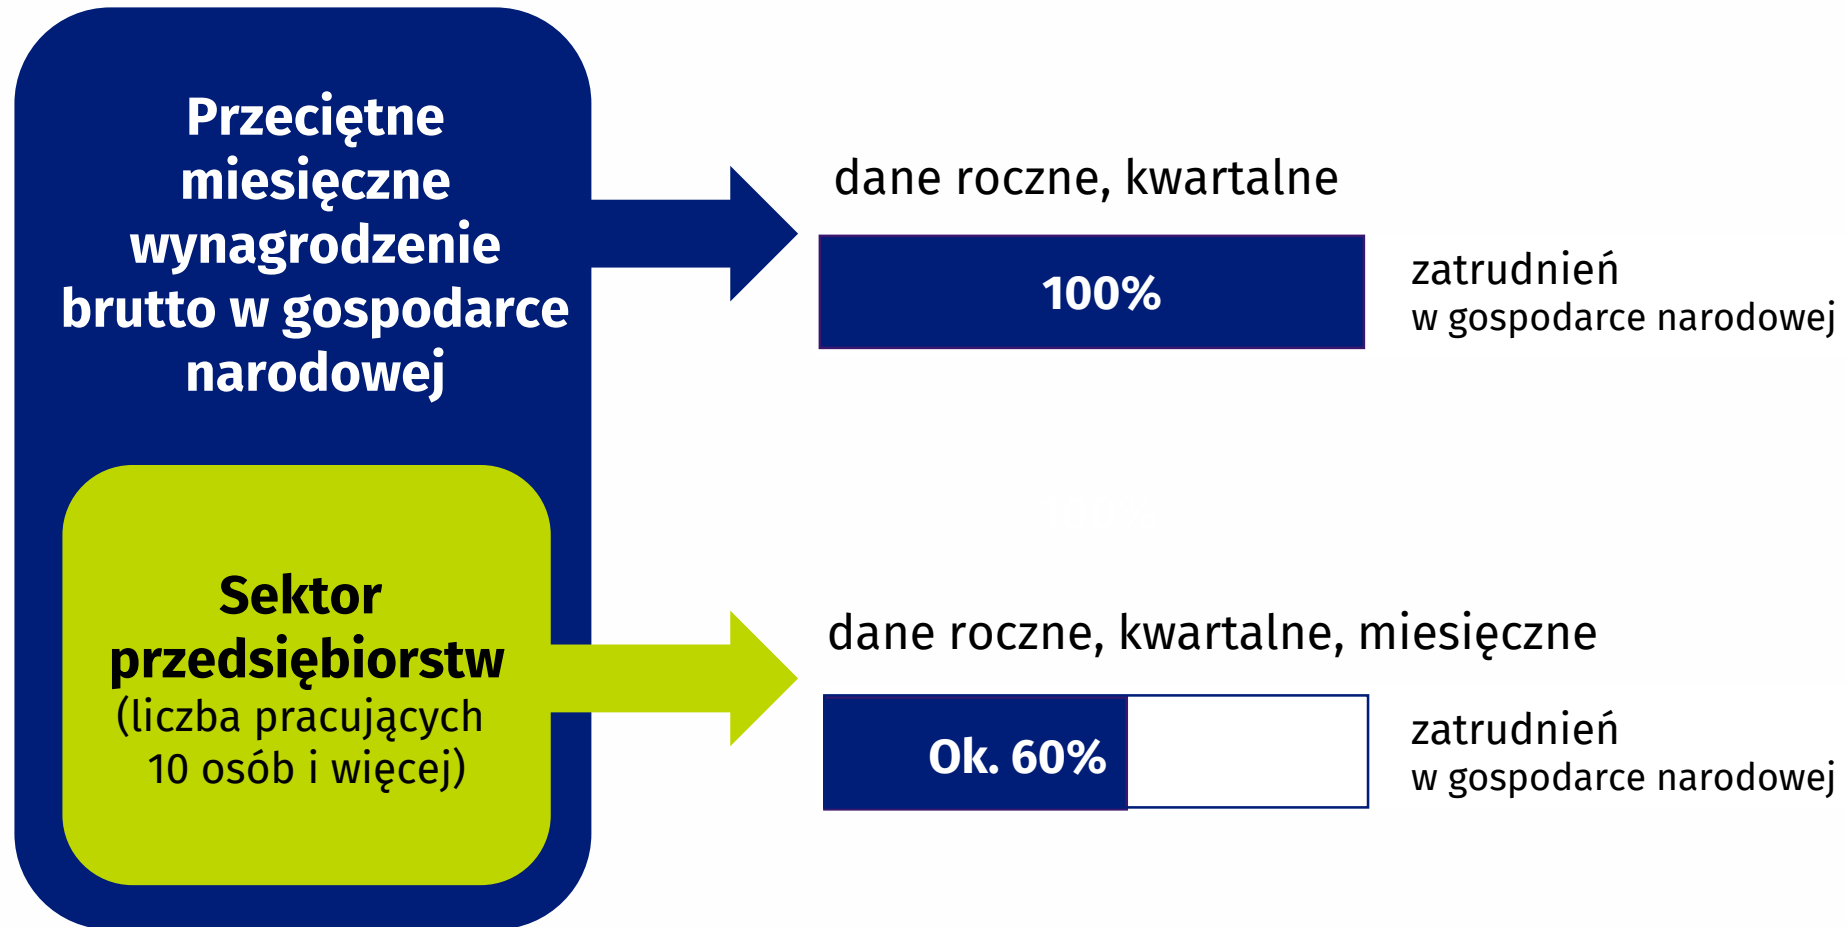 Przeciętne
miesięczne
wynagrodzenie
brutto w gospodarce
narodowej
dane roczne, kwartalne
100%
zatrudnień
w gospodarce narodowej
Sektor
przedsiębiorstw
(liczba pracujących
10 osób i więcej)
dane roczne, kwartalne, miesięczne
Ok. 60%
zatrudnień
w gospodarce narodowej